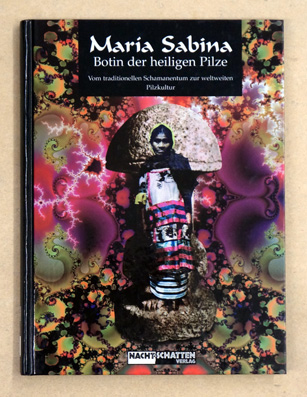 María Sabina
Botin der heiligen Pilze
Vom traditionellen Schamanentum zur weltweiten
Pilzkultur
NACHTSCHATTEN
VERLAG